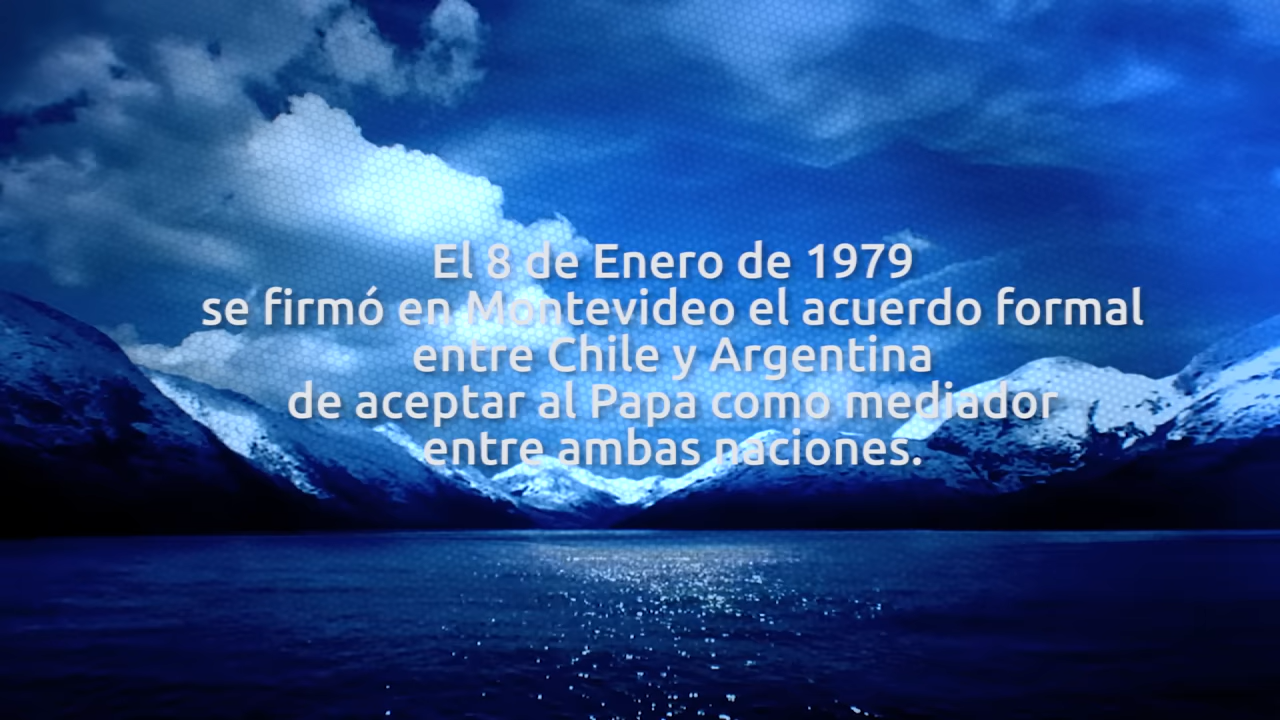 El 8 de Enero de 1979
se firmó en Montevideo el acuerdo formal
entre Chile y Argentina
de aceptar al Papa como mediador
entre ambas naciones.